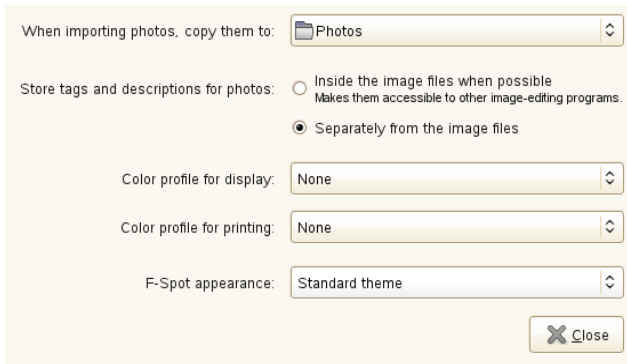 When importing photos, copy them to: Photos
Store tags and descriptions for photos: Inside the image files when possible
Makes them accessible to other image-editing programs.
Separately from the image files
Color profile for display: None
Color profile for printing: None
F-Spot appearance: Standard theme
Close